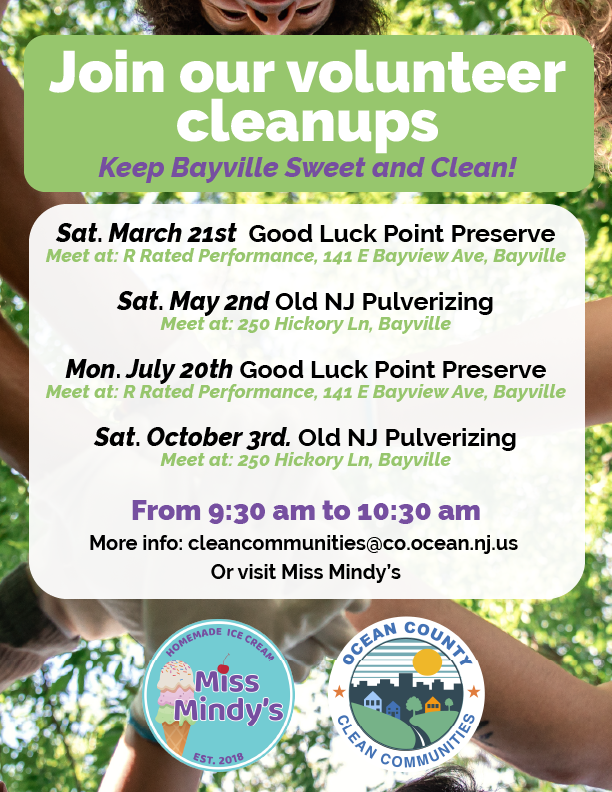 Join our volunteer
cleanups
Keep Bayville Sweet and Clean!
Sat. March 21st Good Luck Point Preserve
Meet at: R Rated Performance, 141 E Bayview Ave, Bayville
Sat. May 2nd Old NJ Pulverizing
Meet at: 250 Hickory Ln, Bayville
Mon. July 20th Good Luck Point Preserve
Meet at: R Rated Performance, 141 E Bayview Ave, Bayville
Sat. October 3rd. Old NJ Pulverizing
Meet at: 250 Hickory Ln, Bayville
From 9:30 am to 10:30 am
More info: cleancommunities@co.ocean.nj.us
Or visit Miss Mindy's
HOMEMADE ICE CREAM
Miss
Mindy's
EST. 2018
OCEAN COUNTY
CLEAN COMMUNITIES